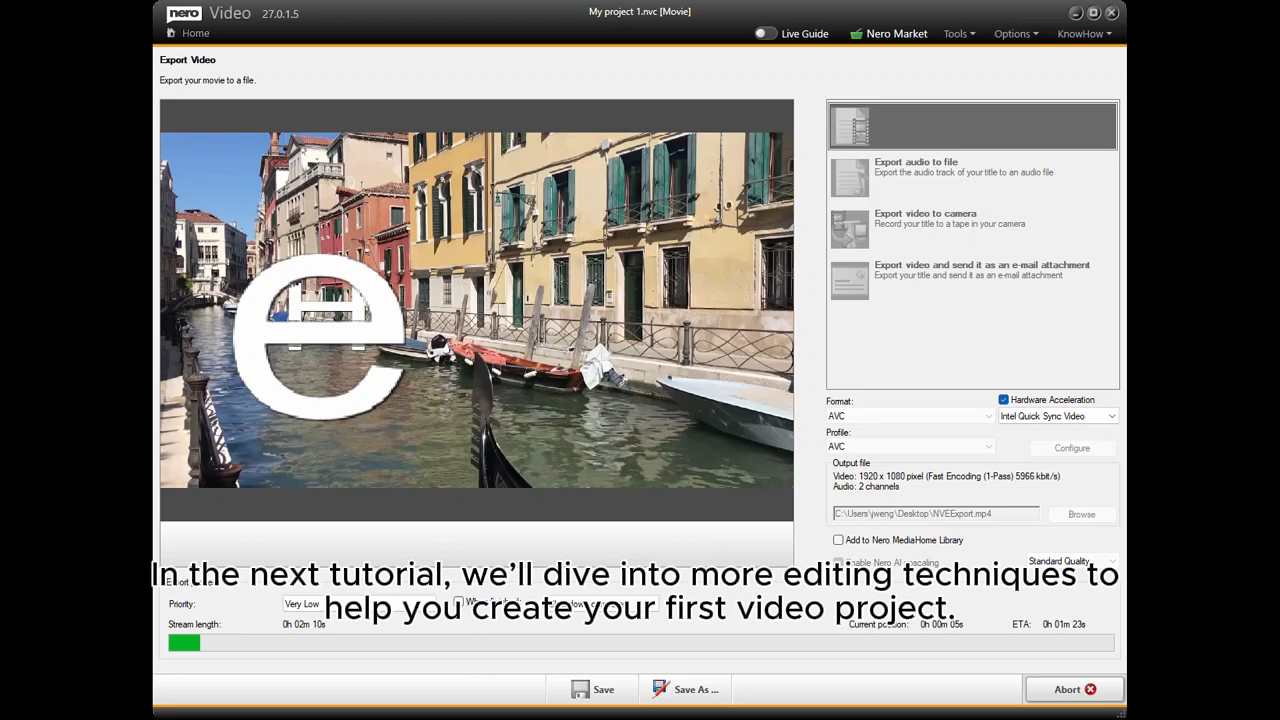 nero Video 27.0.1.5
My project 1.nvc [Movie]
Home
Live Guide
Nero Market
Tools
Options
KnowHow
Export Video
Export your movie to a file.
e
Export audio to file
Export the audio track of your title to an audio file
Export video to camera
Record your title to a tape in your camera
Export video and send it as an e-mail attachment
Export your title and send it as an e-mail attachment
Format:
Hardware Acceleration
AVC
Intel Quick Sync Video
Profile:
AVC
Configure
Output file
Video: 1920 x 1080 pixel (Fast Encoding (1-Pass) 5966 kbit/s)
Audio: 2 channels
C:\Users\jweng\Desktop\NVEExport.mp4
Browse
Add to Nero MediaHome Library
Enable Nero AI upscaling
Standard Quality
In the next tutorial, we'll dive into more editing techniques to
help you create your first video project.
Priority:
Very Low
Stream length:
0h 02m 10s
Current position:
0h 00m 05s
ETA:
0h 01m 23s
Save
Save As ...
Abort